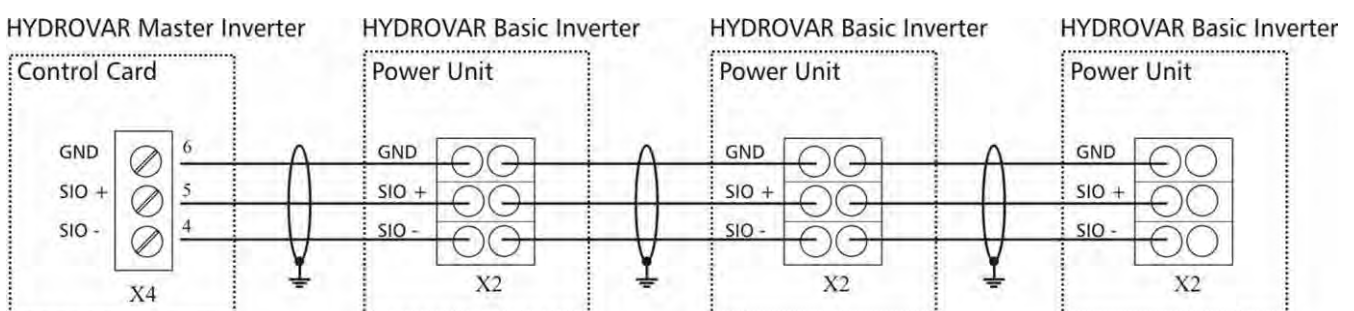 HYDROVAR Master Inverter HYDROVAR Basic Inverter HYDROVAR Basic Inverter HYDROVAR Basic Inverter
Control Card Power Unit Power Unit Power Unit
GND 6 GND GND GND
SIO + 5 SIO + SIO + SIO +
SIO - 4 SIO - SIO - SIO -
X4 X2 X2 X2